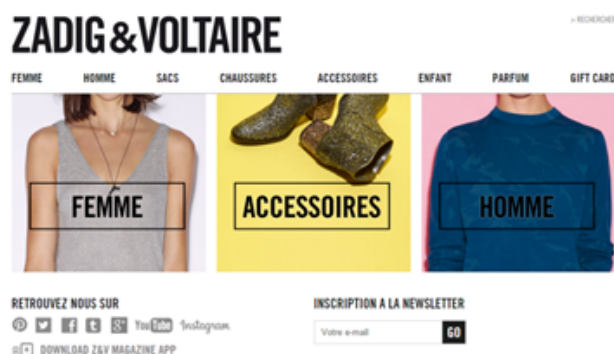 ZADIG&VOLTAIRE
> RECHERCHER
FEMME HOMME SACS CHAUSSURES ACCESSOIRES ENFANT PARFUM GIFT CARD
FEMME ACCESSOIRES HOMME
RETROUVEZ NOUS SUR
YouTube Instagram
DOWNLOAD Z&V MAGAZINE APP
INSCRIPTION A LA NEWSLETTER
Votre e-mail GO